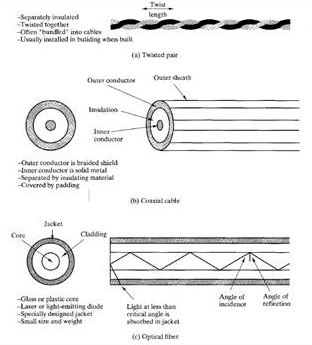 Twist
length
–Separately insulated
–Twisted together
–Often "bundled" into cables
–Usually installed in building when built
(a) Twisted pair
Outer conductor
Outer sheath
Insulation
Inner
conductor
–Outer conductor is braided shield
–Inner conductor is solid metal
–Separated by insulating material
–Covered by padding
(b) Coaxial cable
Jacket
Core
Cladding
–Glass or plastic core
–Laser or light-emitting diode
–Specially designed jacket
–Small size and weight
Light at less than
critical angle is
absorbed in jacket
Angle of
incidence
Angle of
reflection
(c) Optical fiber